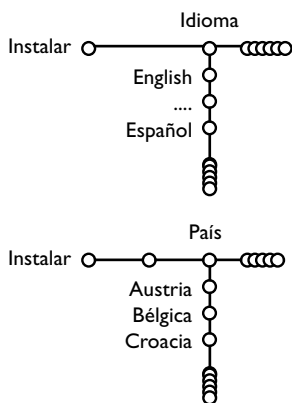 Idioma
Instalar
English
....
Español
País
Instalar
Austria
Bélgica
Croacia